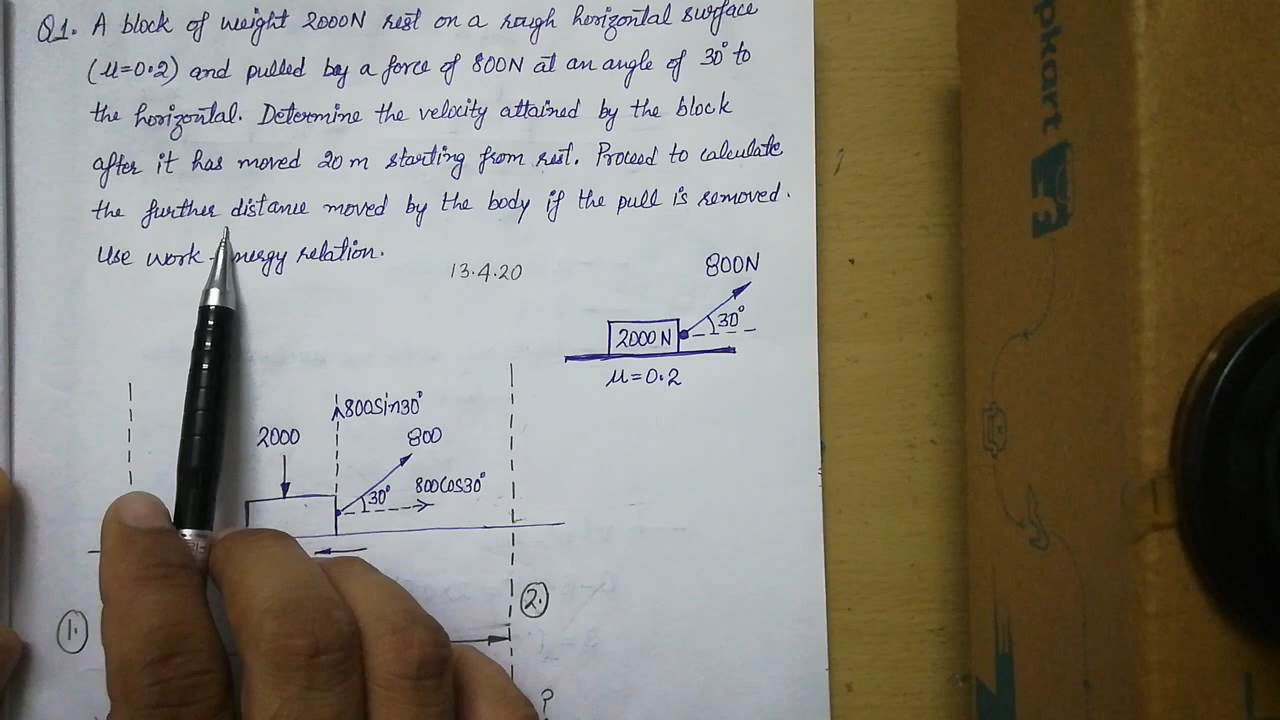 Q1. A block of weight 2000N rest on a rough horizontal surface
(μ=0.2) and pulled by a force of 800N at an angle of 30° to
the horizontal. Determine the velocity attained by the block
after it has moved 20 m starting from rest. Proceed to calculate
the further distance moved by the body if the pull is removed.
Use work-energy relation.
13.4.20
800N
30°
2000N
μ=0.2
800Sin30°
2000
800
30°
800Cos30°
1.
2.
?
pkart